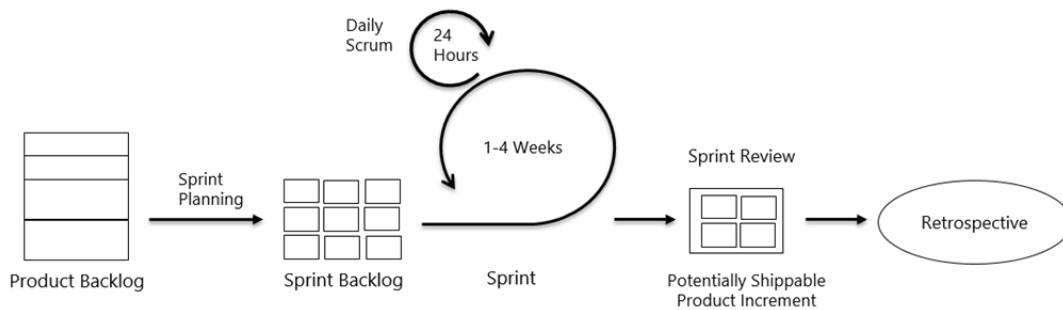 Daily
Scrum
24
Hours
1-4 Weeks
Sprint Review
Sprint
Planning
Retrospective
Product Backlog
Sprint Backlog
Sprint
Potentially Shippable
Product Increment